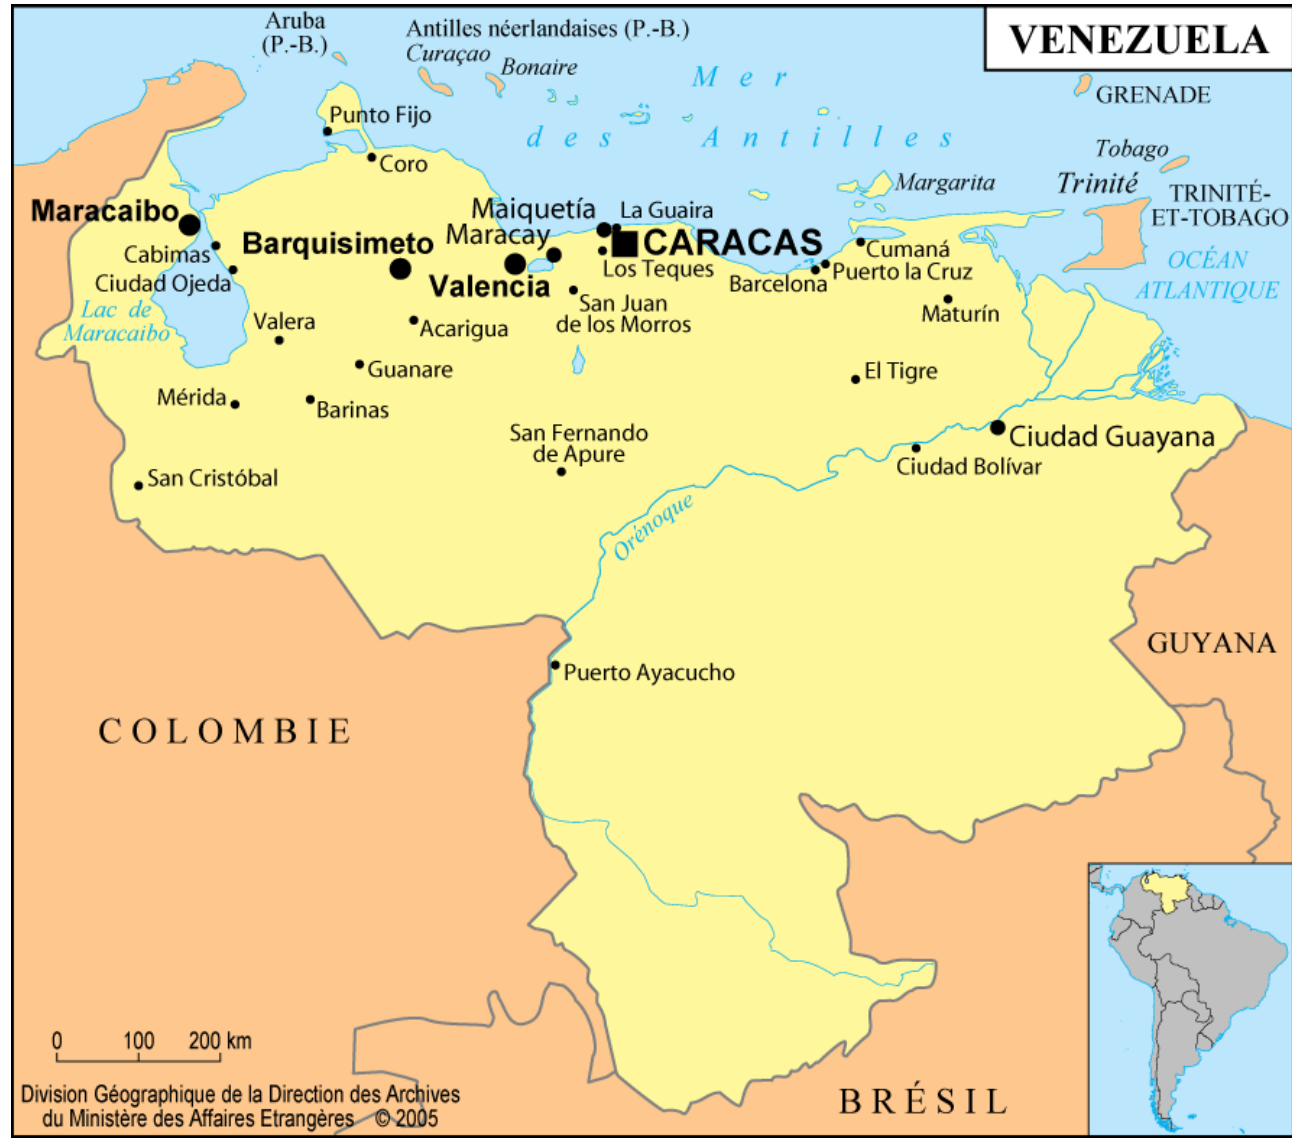 VENEZUELA
Aruba
(P.-B.)
Antilles néerlandaises (P.-B.)
Curaçao
Bonaire
Mer
des Antilles
GRENADE
Tobago
Trinité
TRINITÉ-
ET-TOBAGO
OCÉAN
ATLANTIQUE
Margarita
Punto Fijo
Coro
Maracaibo
Cabimas
Ciudad Ojeda
Lac de
Maracaibo
Barquisimeto
Maiquetía
La Guaira
Maracay
CARACAS
Valencia
Los Teques
San Juan
de los Morros
Barcelona
Puerto la Cruz
Cumaná
Maturín
Valera
Acarigua
Guanare
Mérida
Barinas
El Tigre
San Fernando
de Apure
Ciudad Guayana
Ciudad Bolívar
San Cristóbal
Orénoque
Puerto Ayacucho
GUYANA
COLOMBIE
BRÉSIL
0 100 200 km
Division Géographique de la Direction des Archives
du Ministère des Affaires Etrangères © 2005